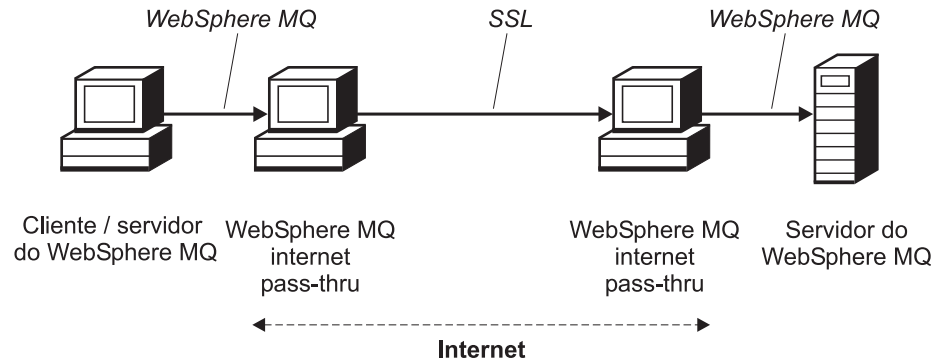 WebSphere MQ
SSL
WebSphere MQ
Cliente / servidor
do WebSphere MQ
WebSphere MQ
internet
pass-thru
WebSphere MQ
internet
pass-thru
Servidor do
WebSphere MQ
Internet